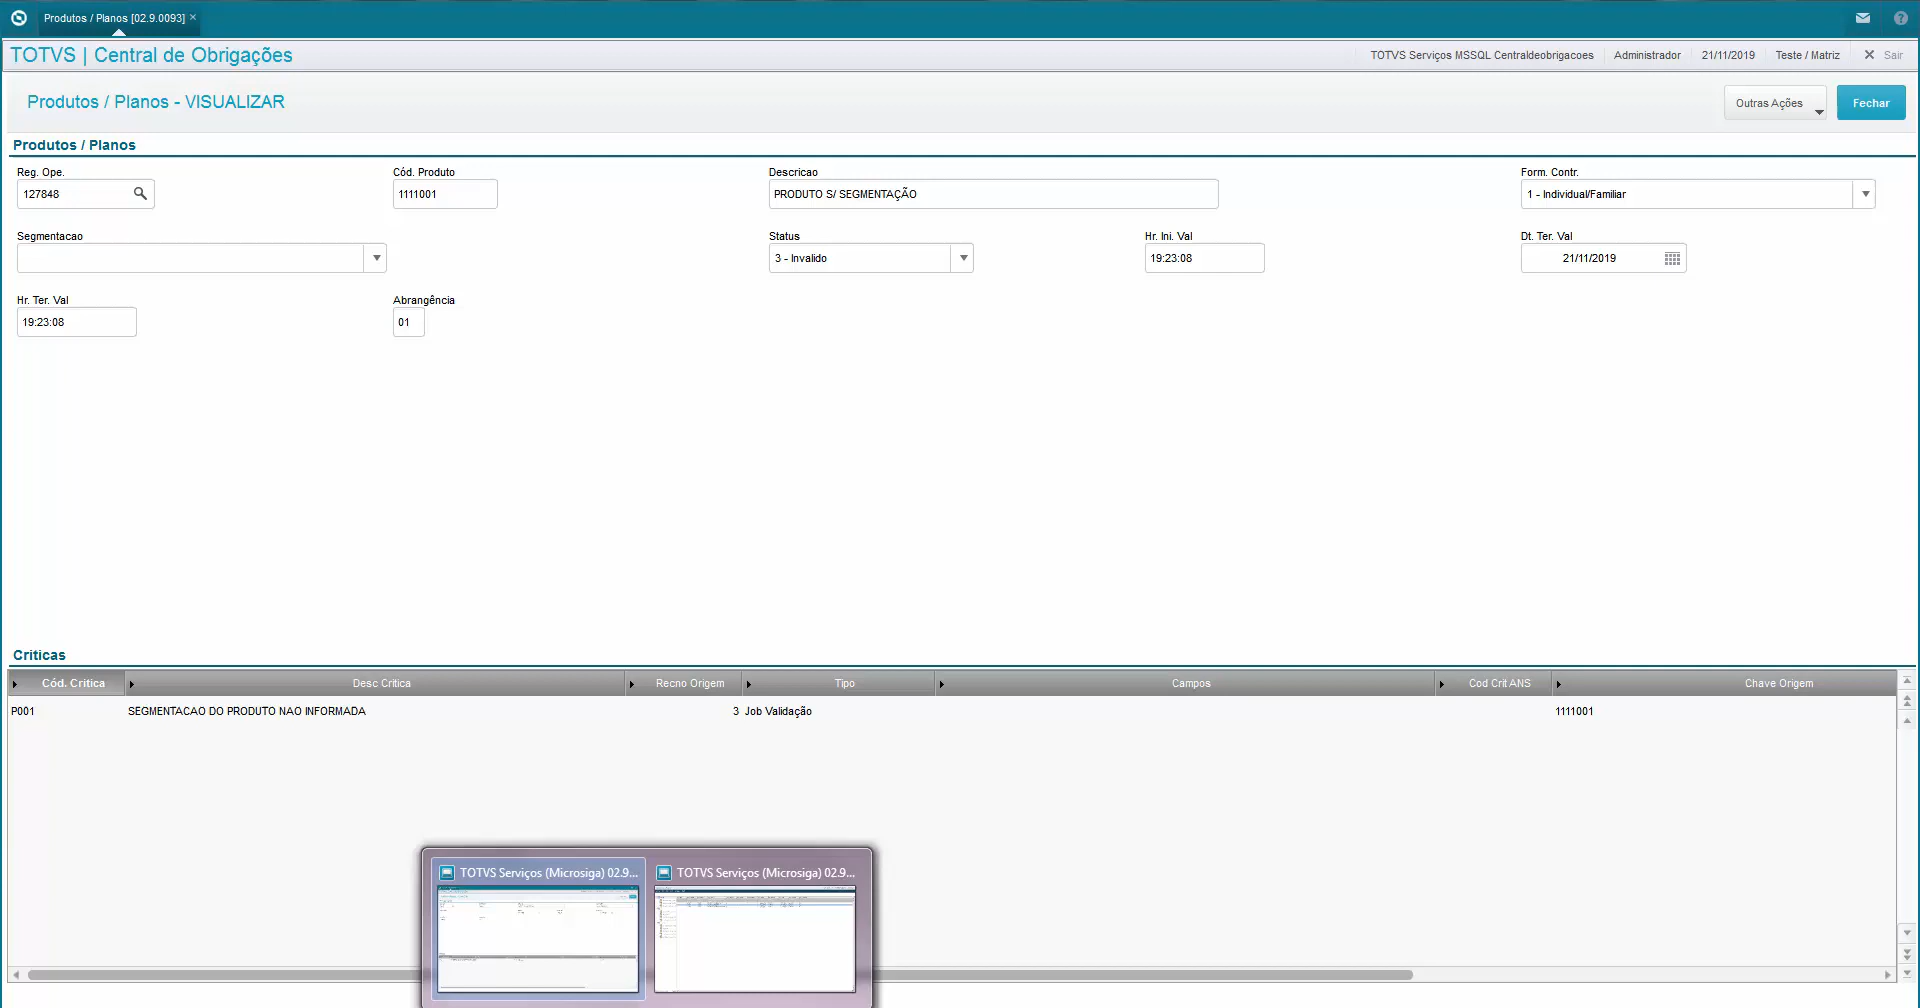 Produtos / Planos [02.9.0093]
TOTVS | Central de Obrigações
TOTVS Serviços MSSQL Centraldeobrigacoes Administrador 21/11/2019 Teste / Matriz Sair
Produtos / Planos - VISUALIZAR
Outras Ações
Fechar
Produtos / Planos
Reg. Ope. Cód. Produto Descricao Form. Contr.
127848 1111001 PRODUTO S/ SEGMENTAÇÃO 1 - Individual/Familiar
Segmentacao Status Hr. Ini. Val Dt. Ter. Val
3 - Invalido 19:23:08 21/11/2019
Hr. Ter. Val Abrangência
19:23:08 01
Criticas
Cód. Critica Desc Critica Recno Origem Tipo Campos Cod Crit ANS Chave Origem
P001 SEGMENTACAO DO PRODUTO NAO INFORMADA 3 Job Validação 1111001
TOTVS Serviços (Microsiga) 02.9... TOTVS Serviços (Microsiga) 02.9...